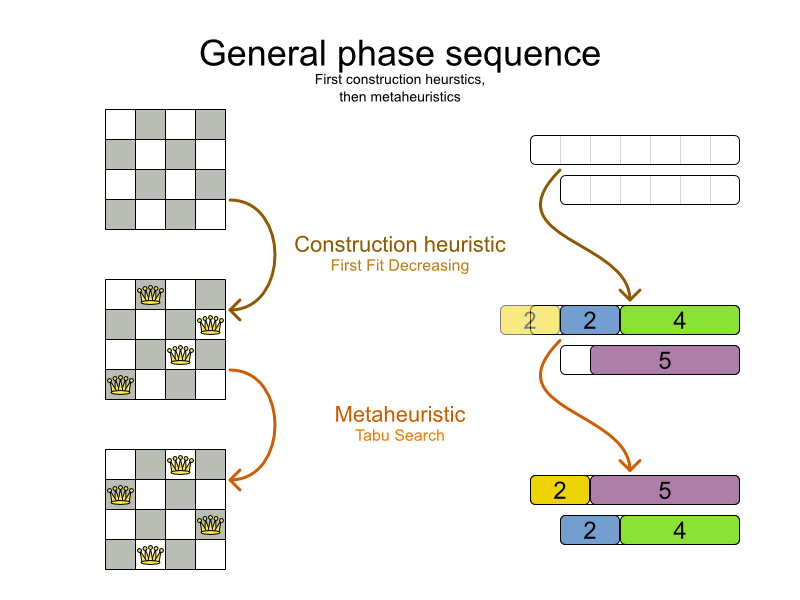 General phase sequence
First construction heurstics,
then metaheuristics
Construction heuristic
First Fit Decreasing
2 2 4
5
Metaheuristic
Tabu Search
2 5
2 4